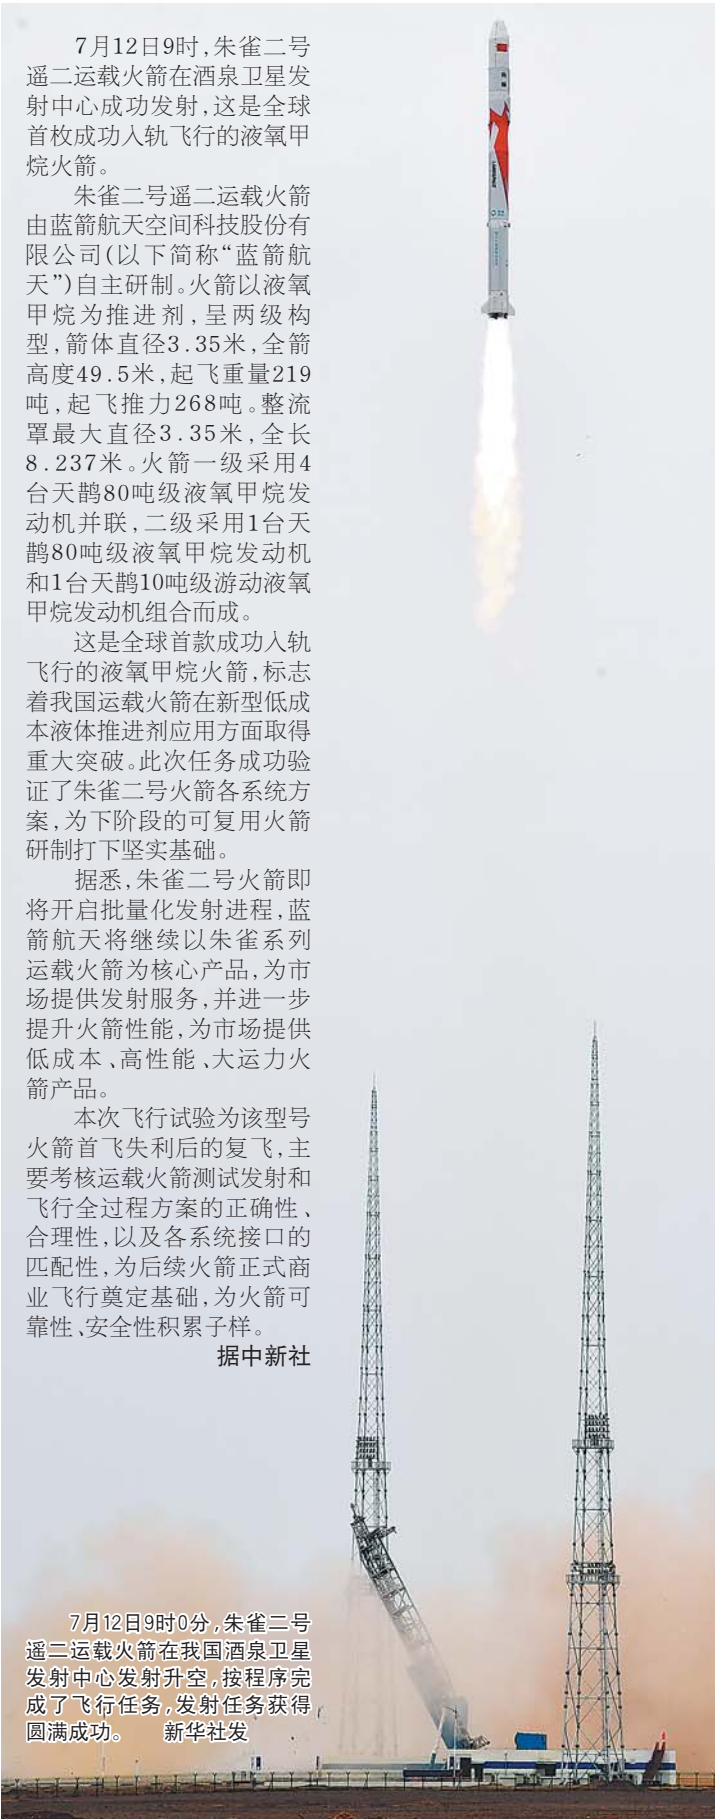 7月12日9时,朱雀二号
遥二运载火箭在酒泉卫星发
射中心成功发射,这是全球
首枚成功入轨飞行的液氧甲
烷火箭。
朱雀二号遥二运载火箭
由蓝箭航天空间科技股份有
限公司(以下简称“蓝箭航
天”)自主研制。火箭以液氧
甲烷为推进剂,呈两级构
型,箭体直径3.35米,全箭
高度49.5米,起飞重量219
吨,起飞推力268吨。整流
罩最大直径3.35米,全长
8.237米。火箭一级采用4
台天鹊80吨级液氧甲烷发
动机并联,二级采用1台天
鹊80吨级液氧甲烷发动机
和1台天鹊10吨级游动液氧
甲烷发动机组合而成。
这是全球首款成功入轨
飞行的液氧甲烷火箭,标志
着我国运载火箭在新型低成
本液体推进剂应用方面取得
重大突破。此次任务成功验
证了朱雀二号火箭各系统方
案,为下阶段的可复用火箭
研制打下坚实基础。
据悉,朱雀二号火箭即
将开启批量化发射进程,蓝
箭航天将继续以朱雀系列
运载火箭为核心产品,为市
场提供发射服务,并进一步
提升火箭性能,为市场提供
低成本、高性能、大运力火
箭产品。
本次飞行试验为该型号
火箭首飞失利后的复飞,主
要考核运载火箭测试发射和
飞行全过程方案的正确性、
合理性,以及各系统接口的
匹配性,为后续火箭正式商
业飞行奠定基础,为火箭可
靠性、安全性积累子样。
据中新社
7月12日9时0分,朱雀二号
遥二运载火箭在我国酒泉卫星
发射中心发射升空,按程序完
成了飞行任务,发射任务获得
圆满成功。 新华社发